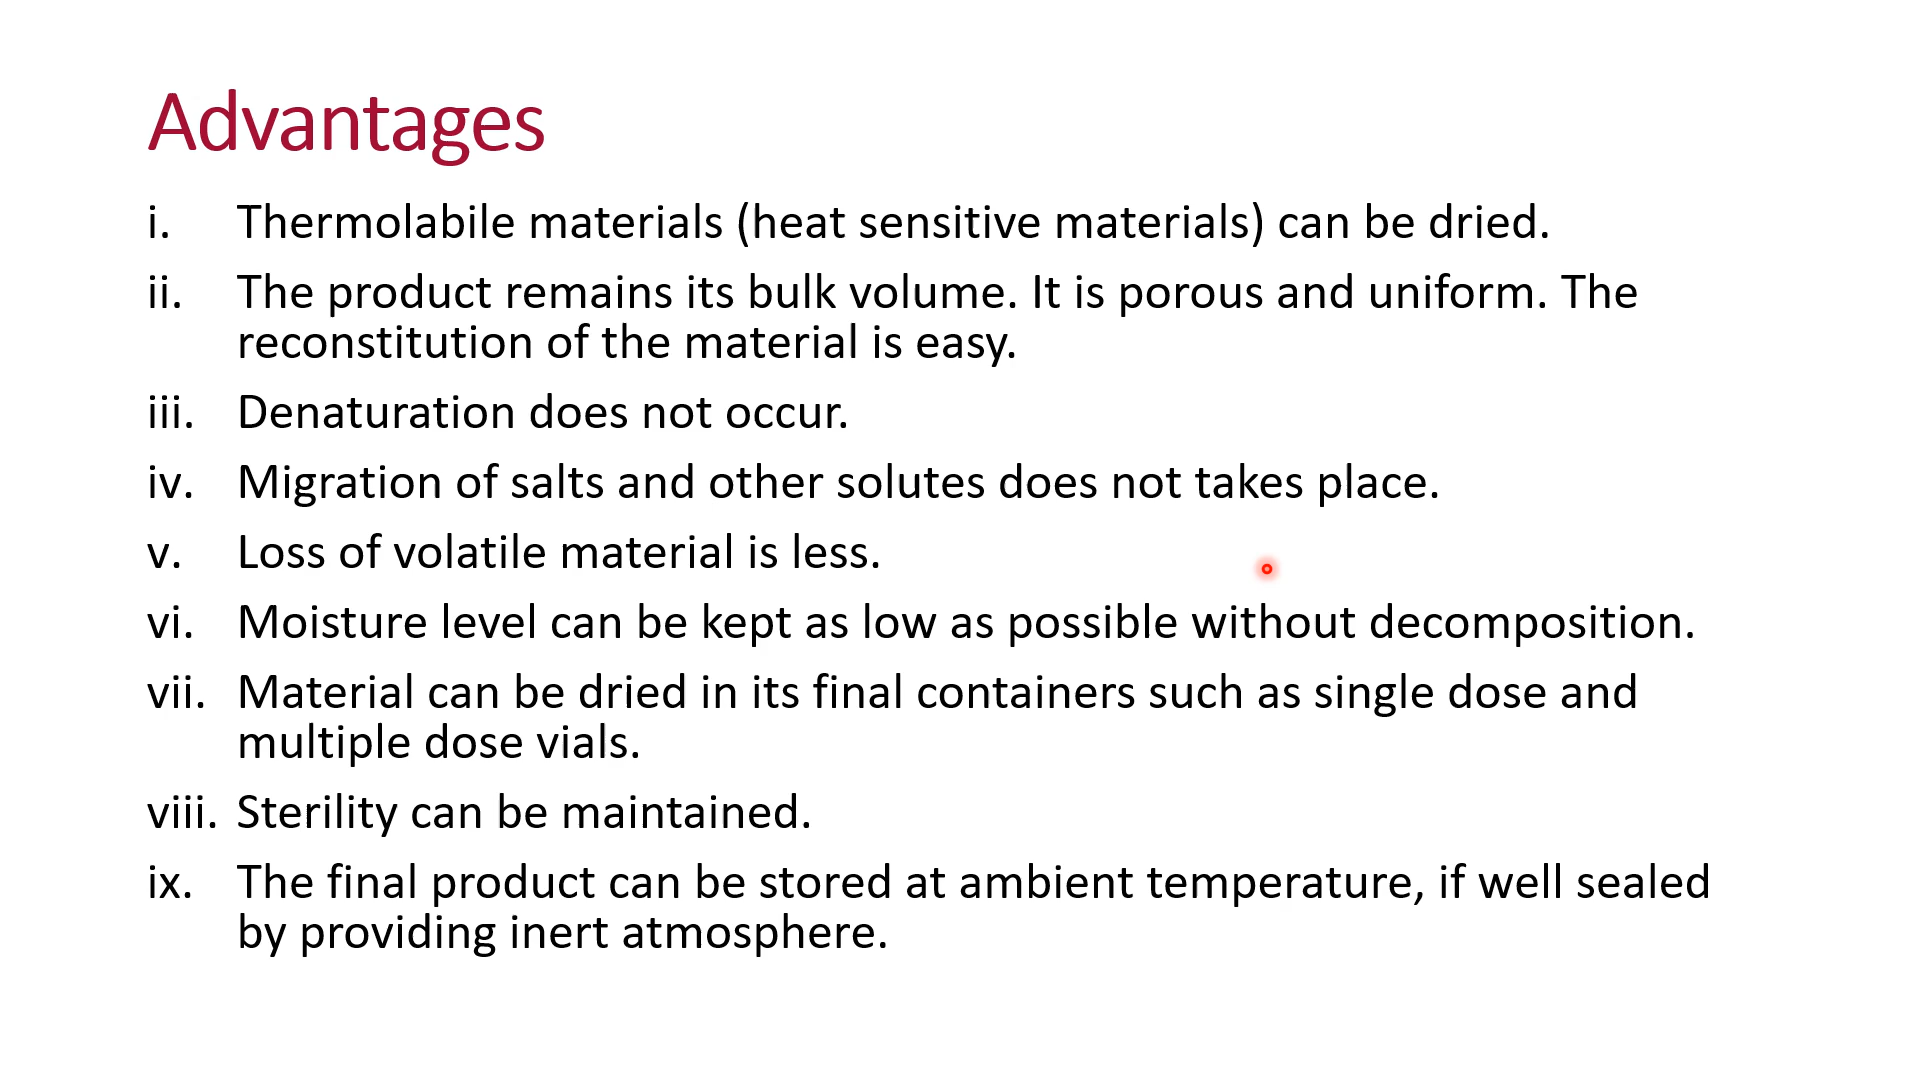 Advantages
i. Thermolabile materials (heat sensitive materials) can be dried.
ii. The product remains its bulk volume. It is porous and uniform. The
reconstitution of the material is easy.
iii. Denaturation does not occur.
iv. Migration of salts and other solutes does not takes place.
v. Loss of volatile material is less.
vi. Moisture level can be kept as low as possible without decomposition.
vii. Material can be dried in its final containers such as single dose and
multiple dose vials.
viii. Sterility can be maintained.
ix. The final product can be stored at ambient temperature, if well sealed
by providing inert atmosphere.